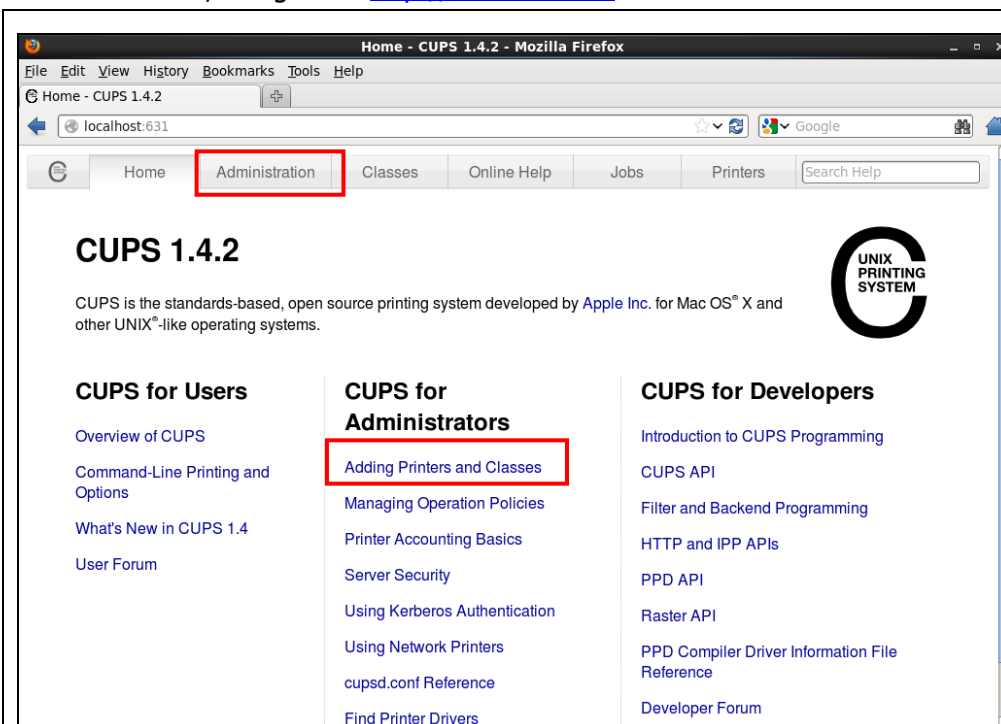 Home - CUPS 1.4.2 - Mozilla Firefox
File Edit View History Bookmarks Tools Help
Home - CUPS 1.4.2
localhost:631
Google
Home Administration Classes Online Help Jobs Printers Search Help
CUPS 1.4.2
UNIX
PRINTING
SYSTEM
CUPS is the standards-based, open source printing system developed by Apple Inc. for Mac OS® X and
other UNIX®-like operating systems.
CUPS for Users
Overview of CUPS
Command-Line Printing and
Options
What's New in CUPS 1.4
User Forum
CUPS for
Administrators
Adding Printers and Classes
Managing Operation Policies
Printer Accounting Basics
Server Security
Using Kerberos Authentication
Using Network Printers
cupsd.conf Reference
Find Printer Drivers
CUPS for Developers
Introduction to CUPS Programming
CUPS API
Filter and Backend Programming
HTTP and IPP APIs
PPD API
Raster API
PPD Compiler Driver Information File
Reference
Developer Forum